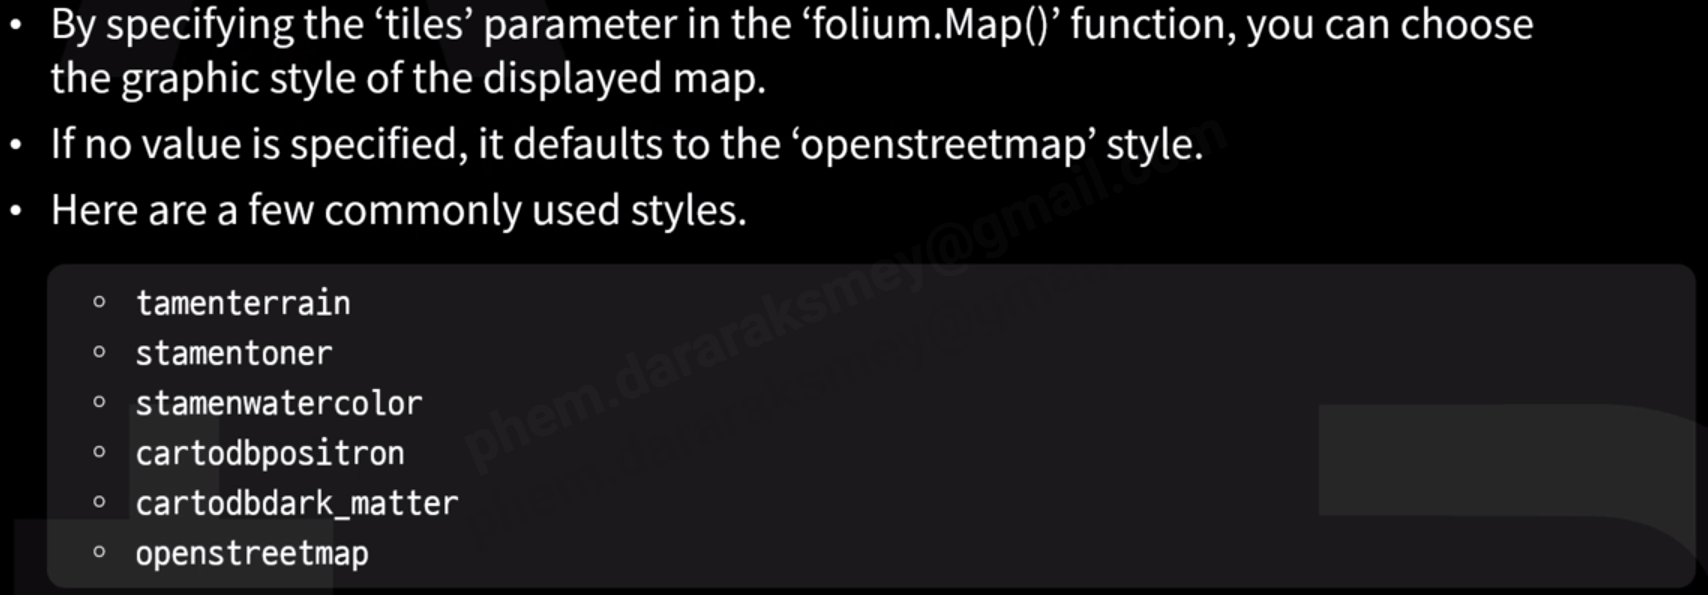 • By specifying the ‘tiles’ parameter in the ‘folium.Map()’ function, you can choose
the graphic style of the displayed map.
• If no value is specified, it defaults to the ‘openstreetmap’ style.
• Here are a few commonly used styles.
◦ tamenterrain
◦ stamentoner
◦ stamenwatercolor
◦ cartodbpositron
◦ cartodbdark_matter
◦ openstreetmap
phem.dararaksmey@gmail.com